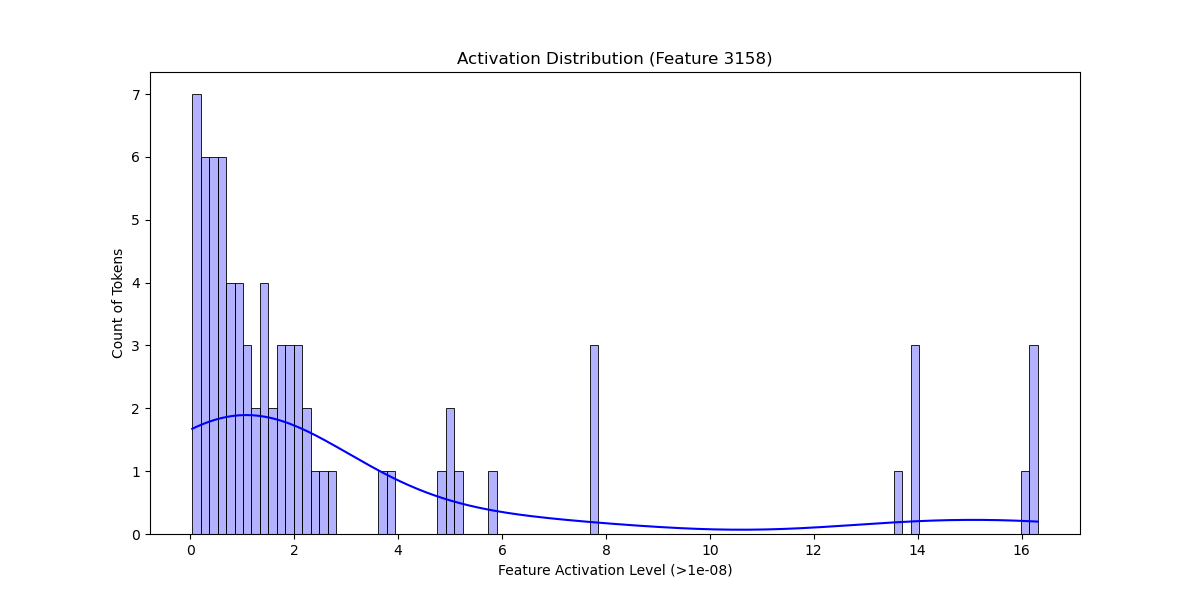 Activation Distribution (Feature 3158)
Count of Tokens
7
6
5
4
3
2
1
0
0 2 4 6 8 10 12 14 16
Feature Activation Level (>1e-08)